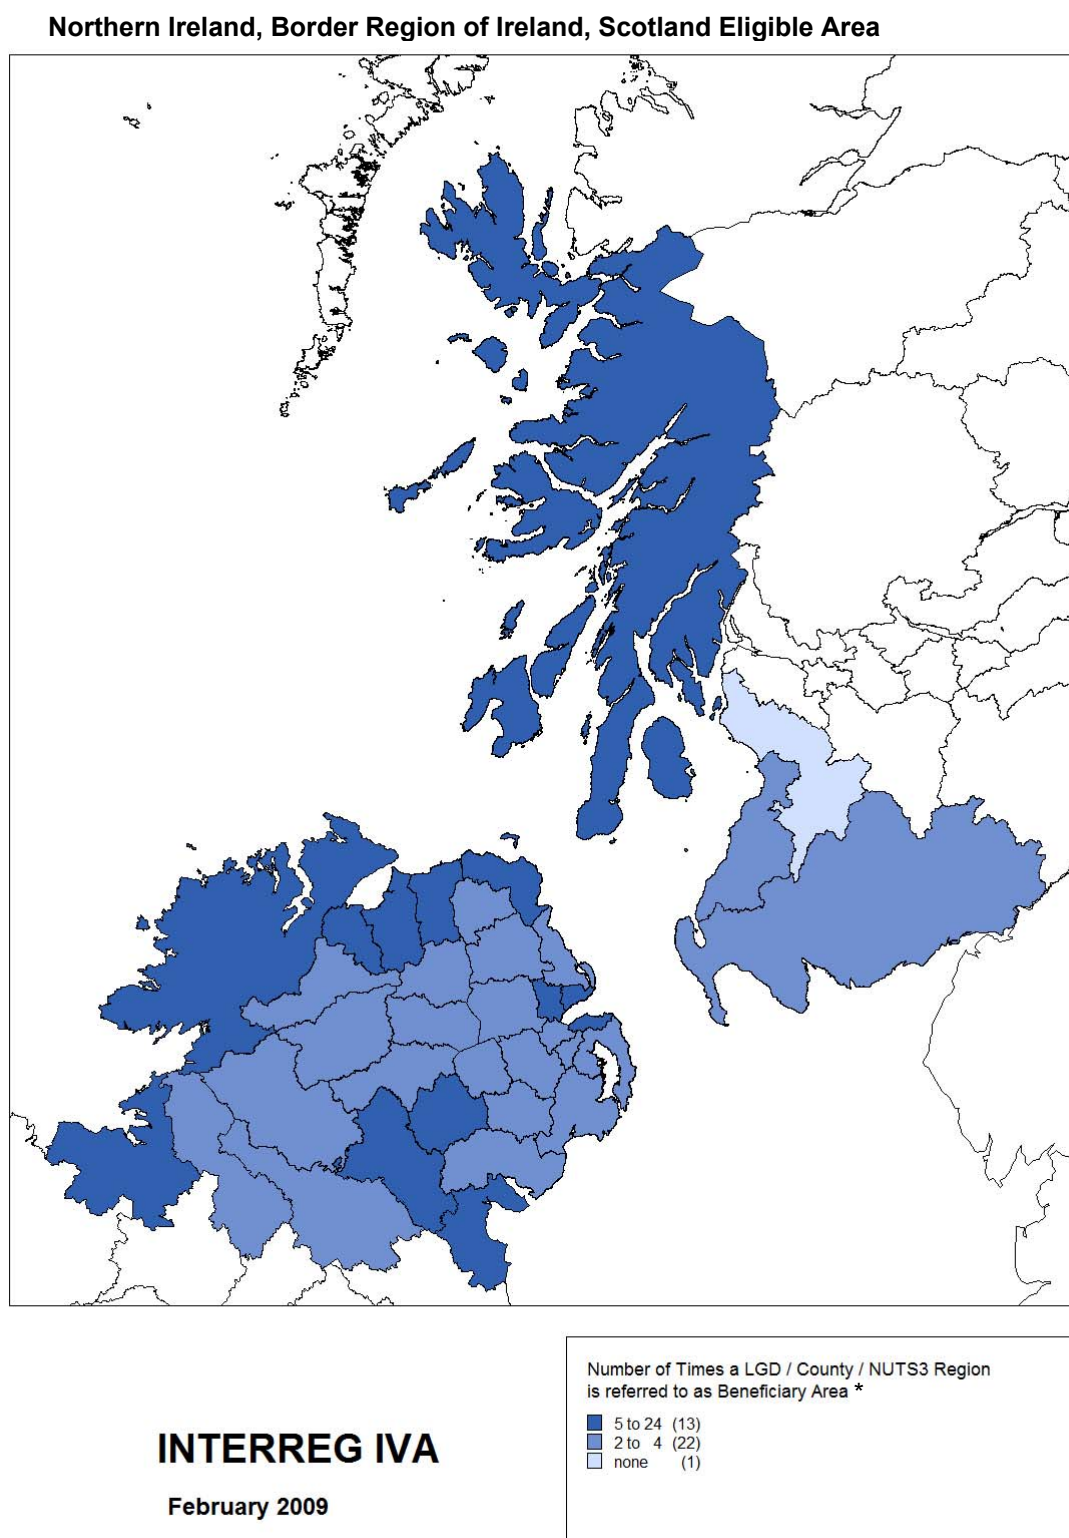 Northern Ireland, Border Region of Ireland, Scotland Eligible Area
Number of Times a LGD / County / NUTS3 Region
is referred to as Beneficiary Area *
5 to 24 (13)
2 to 4 (22)
none (1)
INTERREG IVA
February 2009